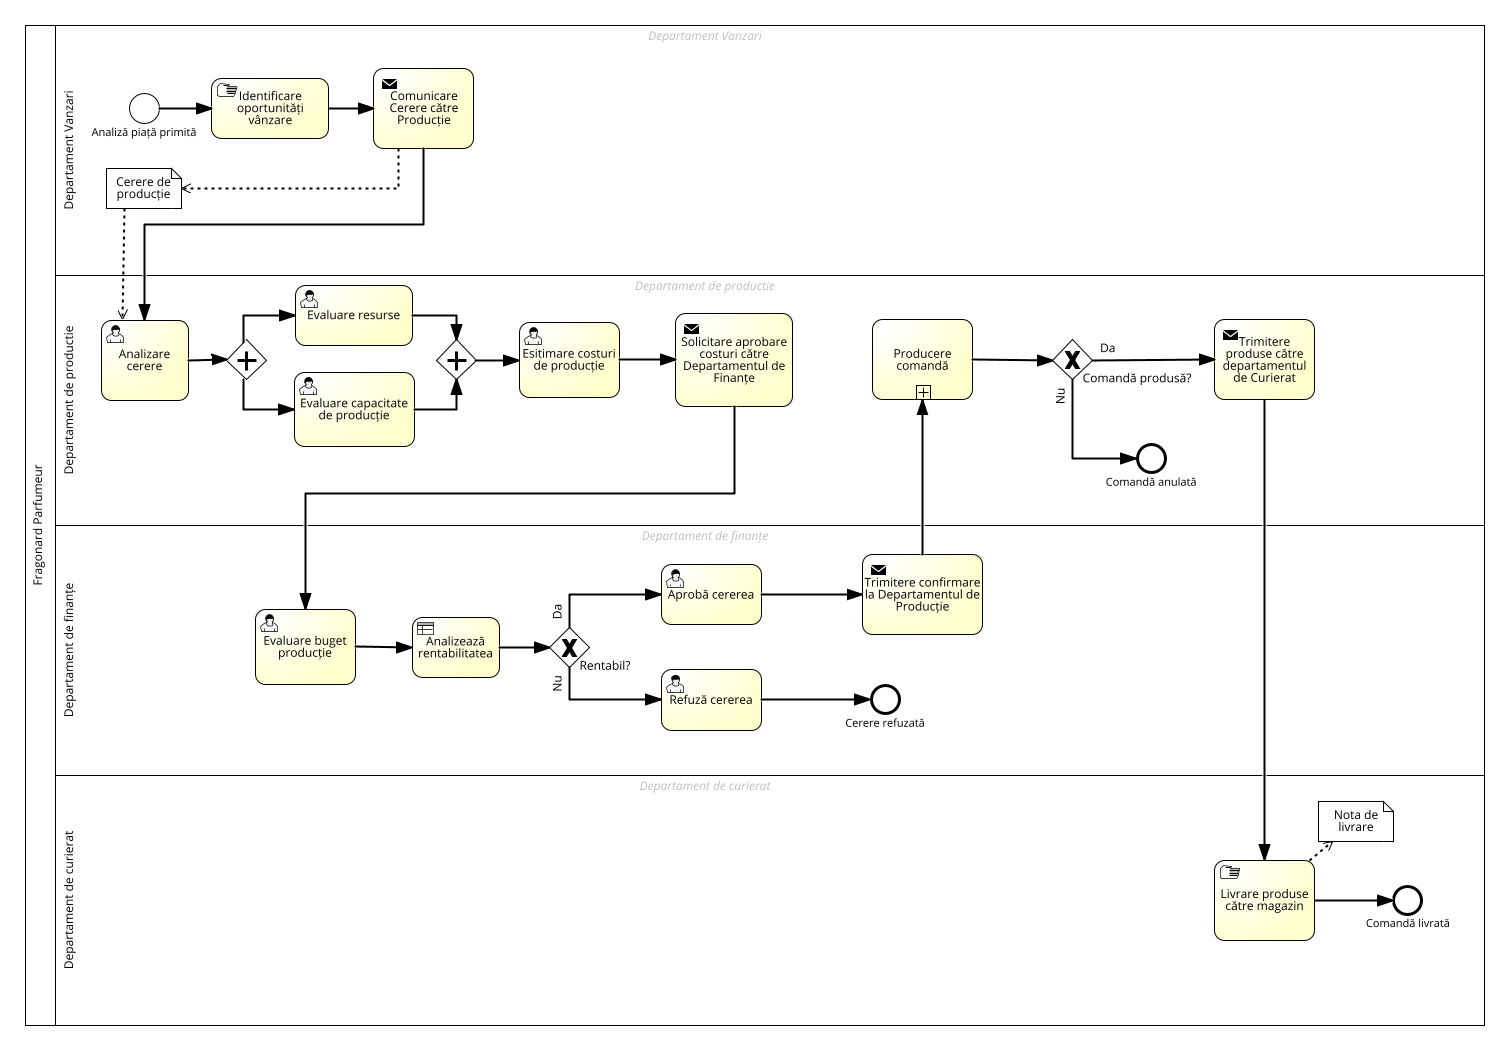 Fragonard Parfumeur
Departament Vanzari
Departament Vanzari
Analiză piață primită
Identificare
oportunități
vânzare
Comunicare
Cerere către
Producție
Cerere de
producție
Departament de productie
Departament de productie
Analizare
cerere
Evaluare resurse
Evaluare capacitate
de producție
Esitimare costuri
de producție
Solicitare aprobare
costuri către
Departamentul de
Finanțe
Producere
comandă
Da
Comandă produsă?
Nu
Trimitere
produse către
departamentul
de Curierat
Comandă anulată
Departament de finanțe
Departament de finanțe
Evaluare buget
producție
Analizează
rentabilitatea
Da
Rentabil?
Nu
Aprobă cererea
Trimitere confirmare
la Departamentul de
Producție
Refuză cererea
Cerere refuzată
Departament de curierat
Departament de curierat
Nota de
livrare
Livrare produse
către magazin
Comandă livrată